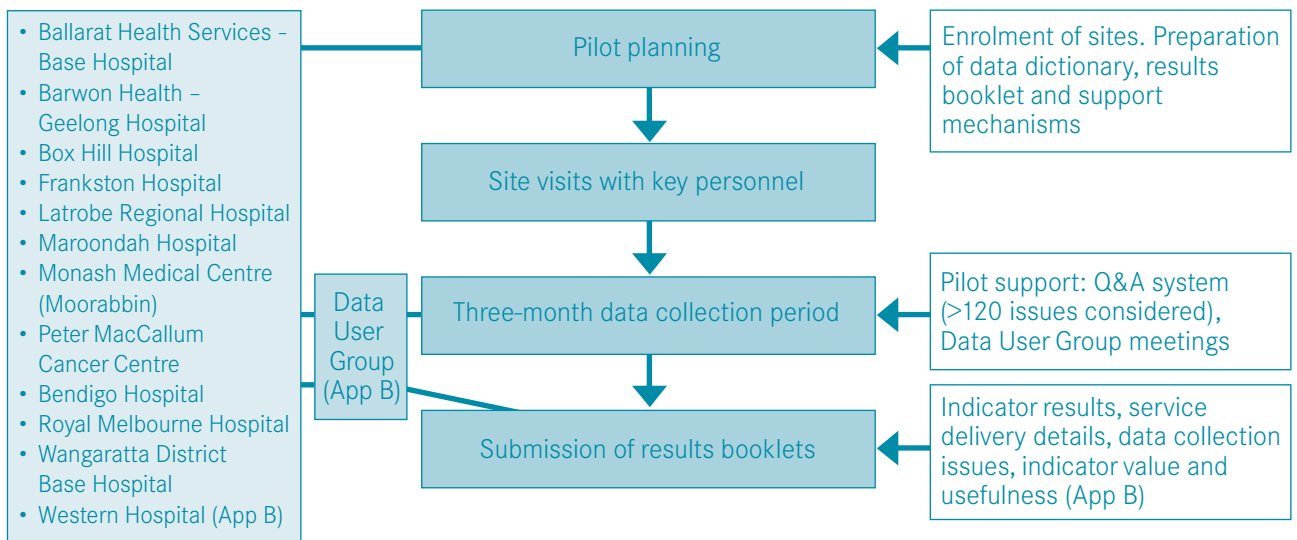 • Ballarat Health Services –
Base Hospital
• Barwon Health –
Geelong Hospital
• Box Hill Hospital
• Frankston Hospital
• Latrobe Regional Hospital
• Maroondah Hospital
• Monash Medical Centre
(Moorabbin)
• Peter MacCallum
Cancer Centre
• Bendigo Hospital
• Royal Melbourne Hospital
• Wangaratta District
Base Hospital
• Western Hospital (App B)
Data
User
Group
(App B)
Pilot planning
Site visits with key personnel
Three-month data collection period
Submission of results booklets
Enrolment of sites. Preparation
of data dictionary, results
booklet and support
mechanisms
Pilot support: Q&A system
(>120 issues considered),
Data User Group meetings
Indicator results, service
delivery details, data collection
issues, indicator value and
usefulness (App B)